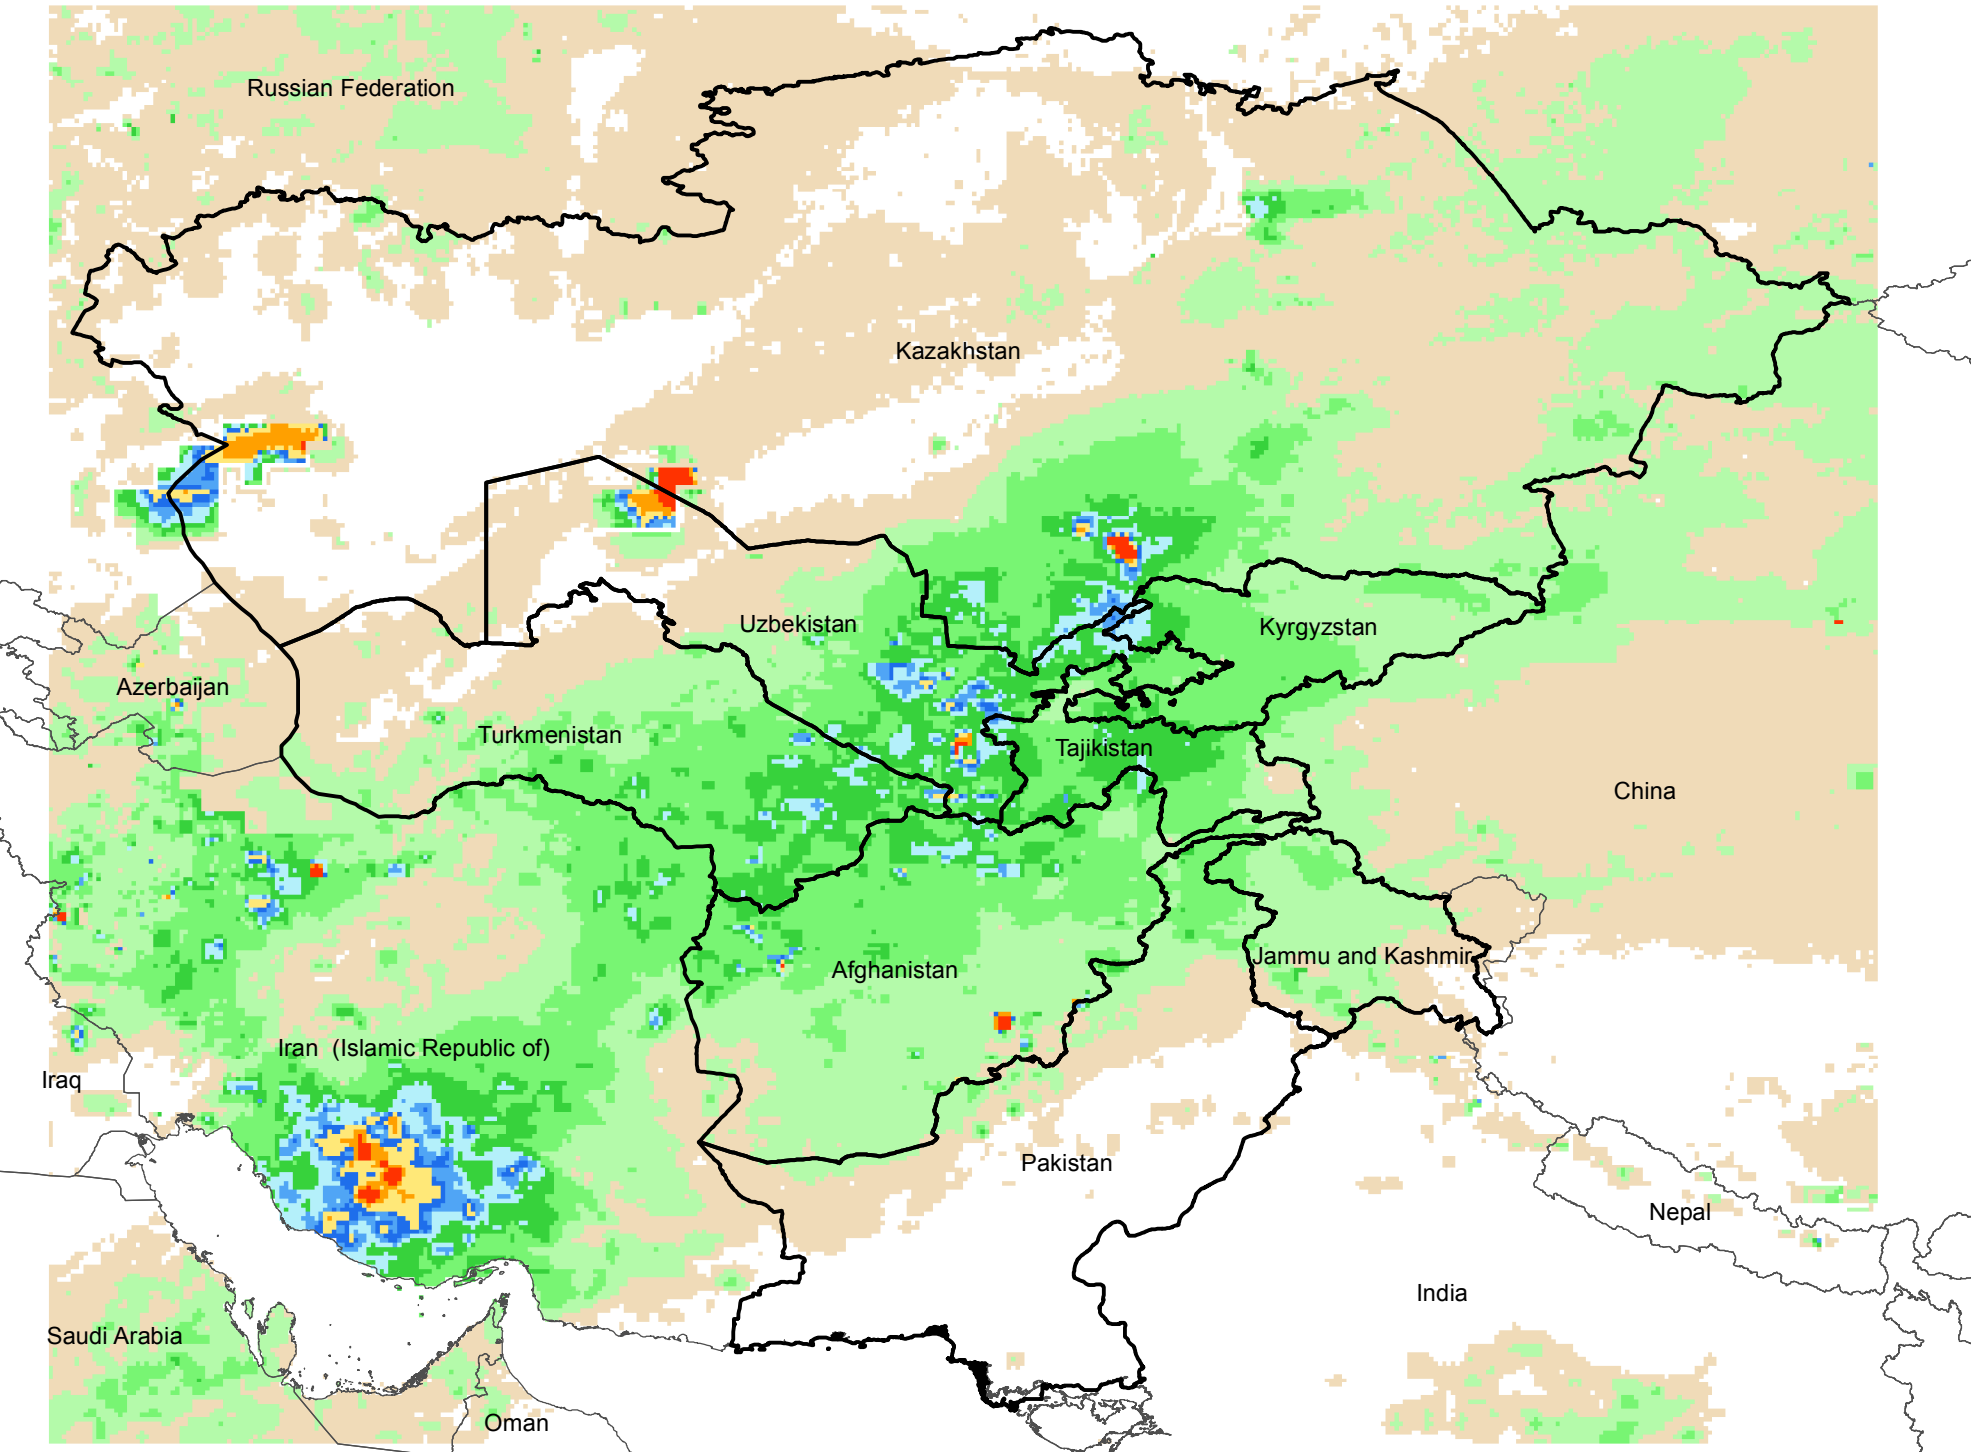 Russian Federation
Kazakhstan
Uzbekistan
Kyrgyzstan
Azerbaijan
Turkmenistan
Tajikistan
China
Afghanistan
Jammu and Kashmir
Iran (Islamic Republic of)
Iraq
Pakistan
Nepal
India
Saudi Arabia
Oman